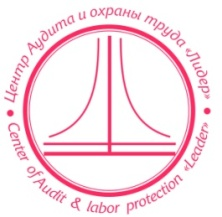 Центр Аудита и охраны труда «Лидер»
Center of Audit & labor protection «Leader»